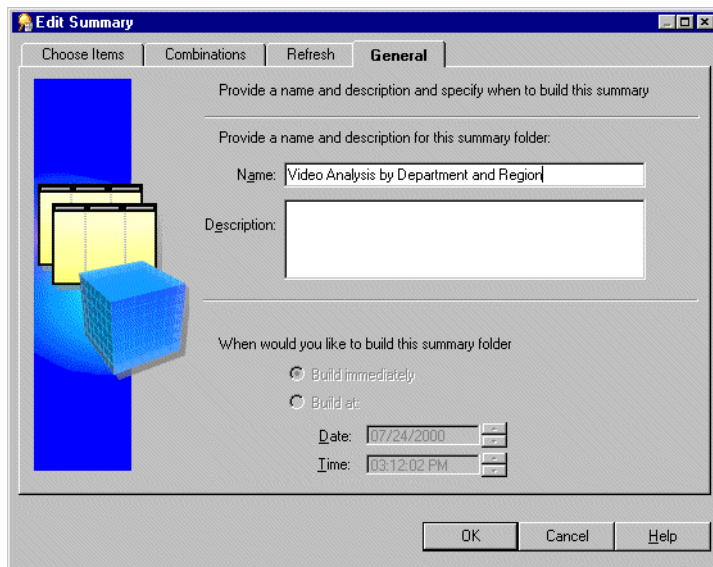 Edit Summary
Choose Items Combinations Refresh General
Provide a name and description and specify when to build this summary
Provide a name and description for this summary folder:
Name: Video Analysis by Department and Region
Description:
When would you like to build this summary folder
Build immediately
Build at:
Date: 07/24/2000
Time: 03:12:02 PM
OK Cancel Help